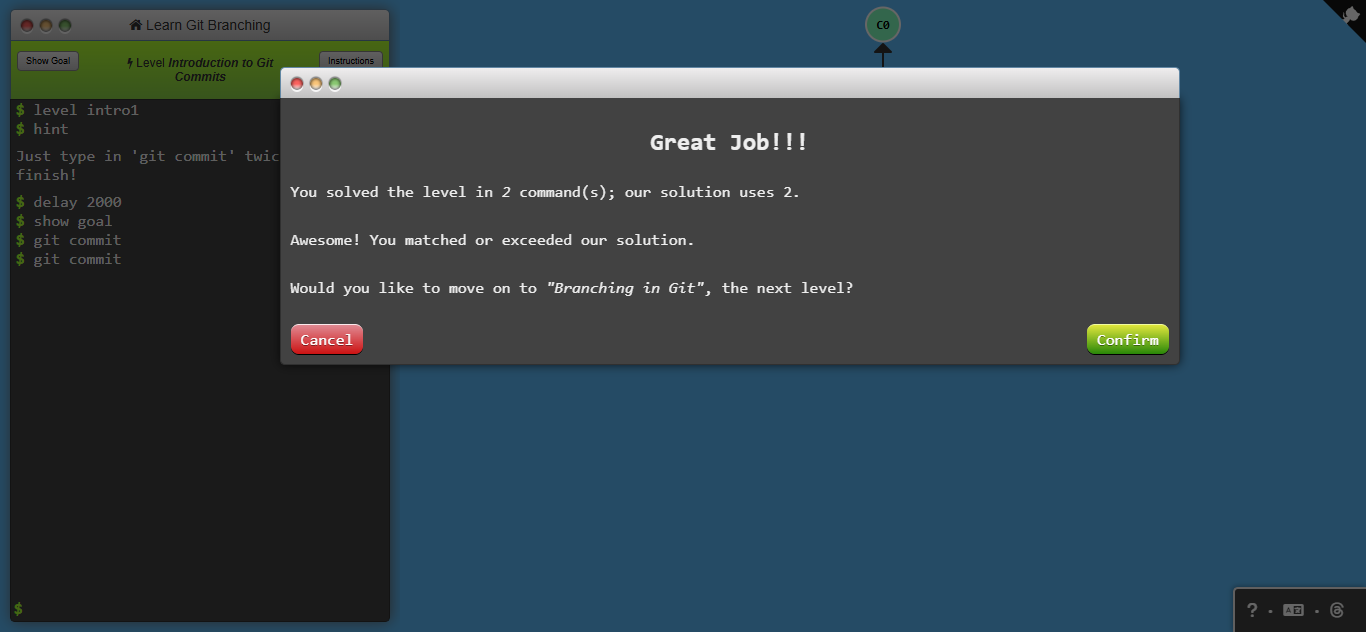 Learn Git Branching
C0
Show Goal
Level Introduction to Git
Commits
Instructions
$ level intro1
$ hint
Just type in 'git commit' twic
finish!
$ delay 2000
$ show goal
$ git commit
$ git commit
Great Job!!!
You solved the level in 2 command(s); our solution uses 2.
Awesome! You matched or exceeded our solution.
Would you like to move on to "Branching in Git", the next level?
Cancel
Confirm
$
?